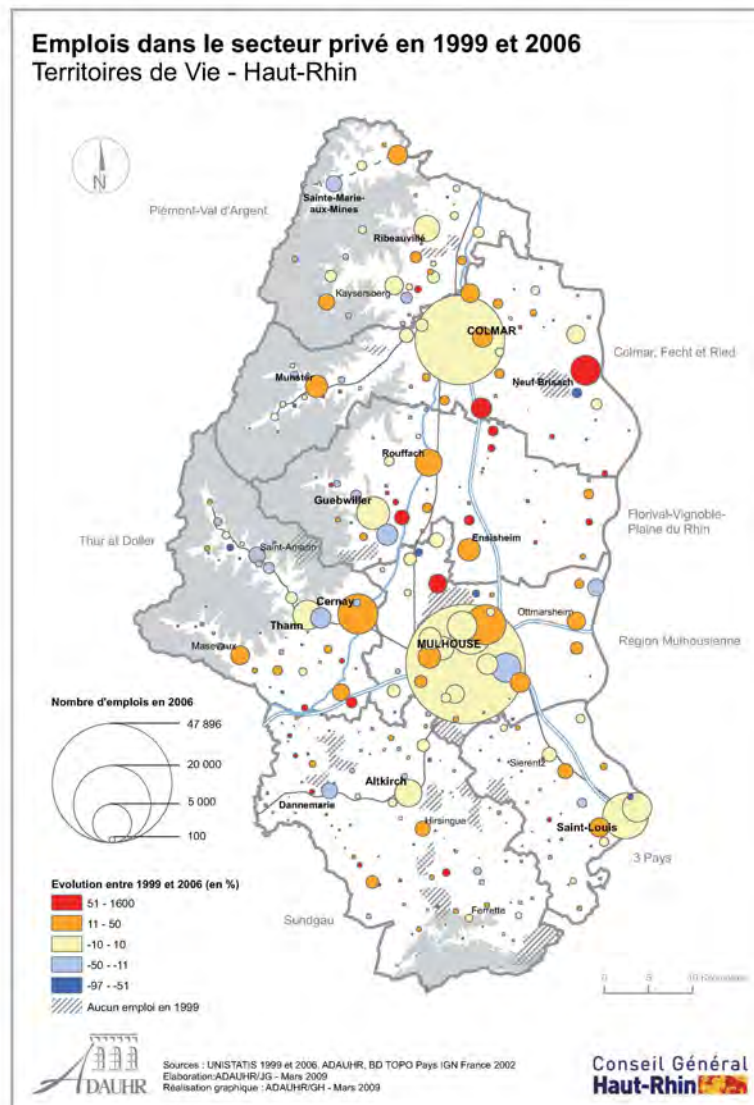 Emplois dans le secteur privé en 1999 et 2006
Territoires de Vie - Haut-Rhin
N
Piémont-Val d'Argent
Sainte-Marie-
aux-Mines
Ribeauvillé
Kaysersberg
COLMAR
Colmar, Fecht et Ried
Munster
Neuf-Brisach
Rouffach
Guebwiller
Florival-Vignoble-
Plaine du Rhin
Thur et Doller
Saint-Amarin
Ensisheim
Cernay
Thann
Ottmarsheim
MULHOUSE
Région Mulhousienne
Masevaux
Nombre d'emplois en 2006
47 896
20 000
5 000
100
Altkirch
Sierentz
Dannemarie
Hirsingue
Saint-Louis
3 Pays
Ferrette
Sundgau
Evolution entre 1999 et 2006 (en %)
51 - 1600
11 - 50
-10 - 10
-50 - -11
-97 - -51
Aucun emploi en 1999
0 5 10 Kilomètres
ADAUHR
Sources : UNISTATIS 1999 et 2006, ADAUHR, BD TOPO Pays IGN France 2002
Elaboration:ADAUHR/JG - Mars 2009
Réalisation graphique : ADAUHR/GH - Mars 2009
Conseil Général
Haut-Rhin